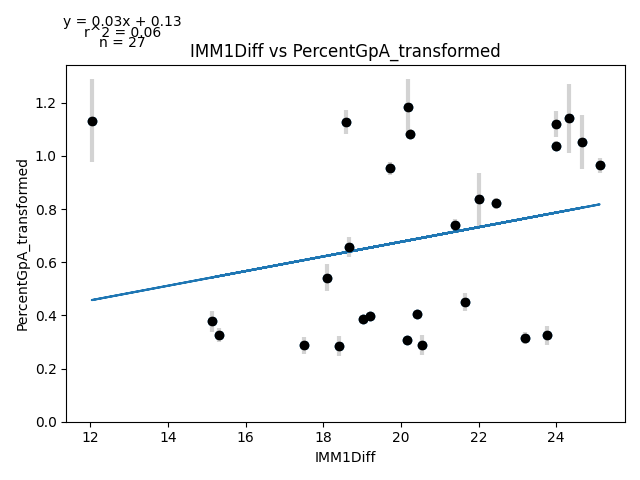 y = 0.03x + 0.13
r^2 = 0.06
n = 27
IMM1Diff vs PercentGpA_transformed
PercentGpA_transformed
1.2
1.0
0.8
0.6
0.4
0.2
0.0
12 14 16 18 20 22 24
IMM1Diff